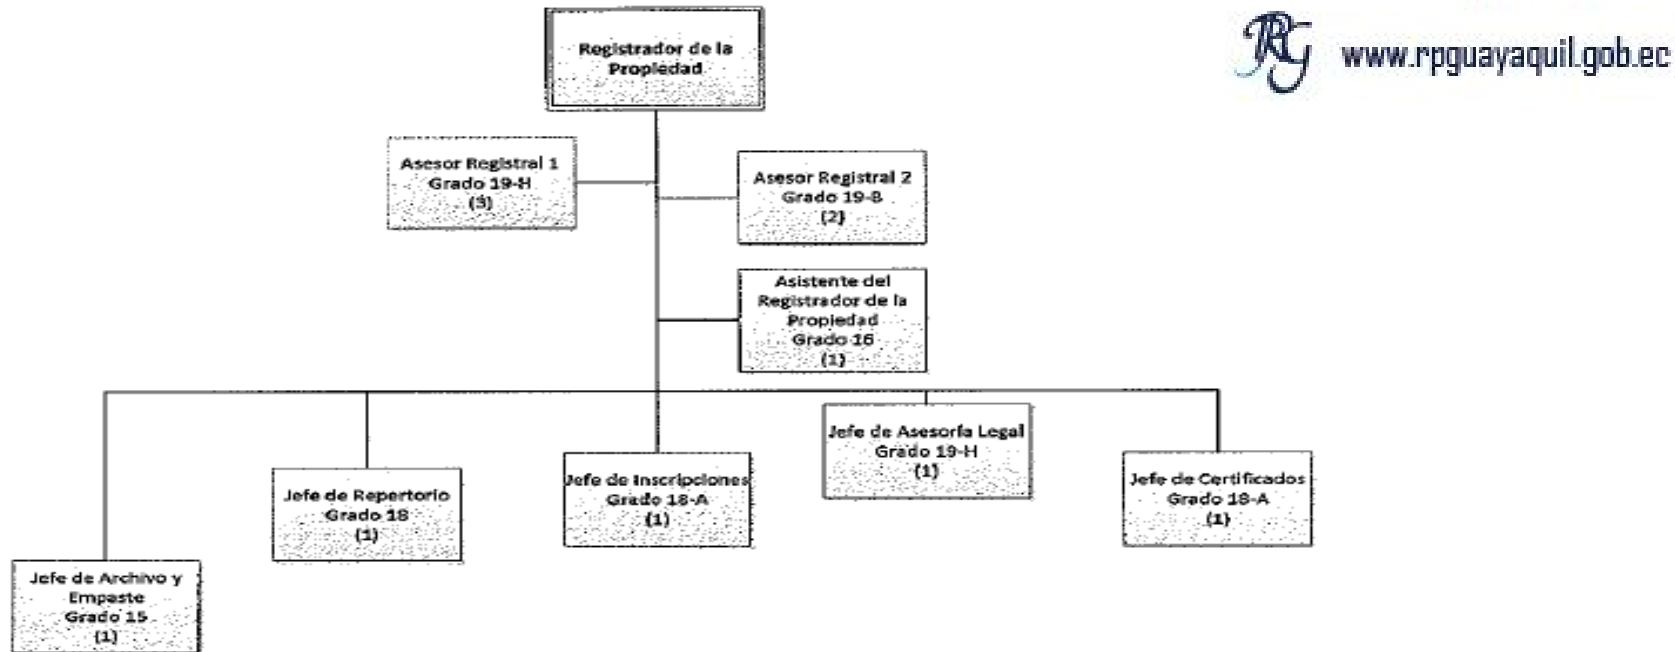 Registrador de la
Propiedad
RG www.rpguayaquil.gob.ec
Asesor Registral 1
Grado 19-H
(3)
Asesor Registral 2
Grado 19-B
(2)
Asistente del
Registrador de la
Propiedad
Grado 16
(1)
Jefe de Archivo y
Empaste
Grado 15
(1)
Jefe de Repertorio
Grado 18
(1)
Jefe de Inscripciones
Grado 18-A
(1)
Jefe de Asesoría Legal
Grado 19-H
(1)
Jefe de Certificados
Grado 18-A
(1)